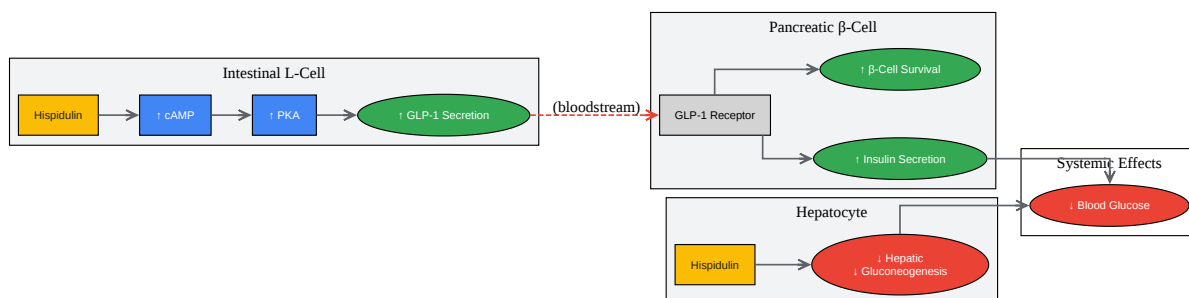 Intestinal L-Cell
Hispidulin
↑ cAMP
↑ PKA
↑ GLP-1 Secretion
(bloodstream)
Pancreatic β-Cell
↑ β-Cell Survival
GLP-1 Receptor
↑ Insulin Secretion
Systemic Effects
↓ Blood Glucose
Hepatocyte
Hispidulin
↓ Hepatic
↓ Gluconeogenesis